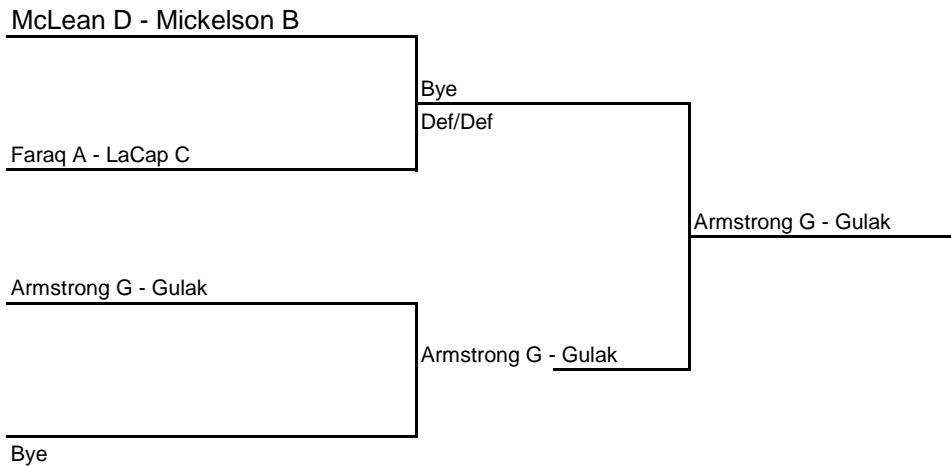 McLean D - Mickelson B
Bye
Def/Def
Faraq A - LaCap C
Armstrong G - Gulak
Armstrong G - Gulak
Armstrong G - Gulak
Bye